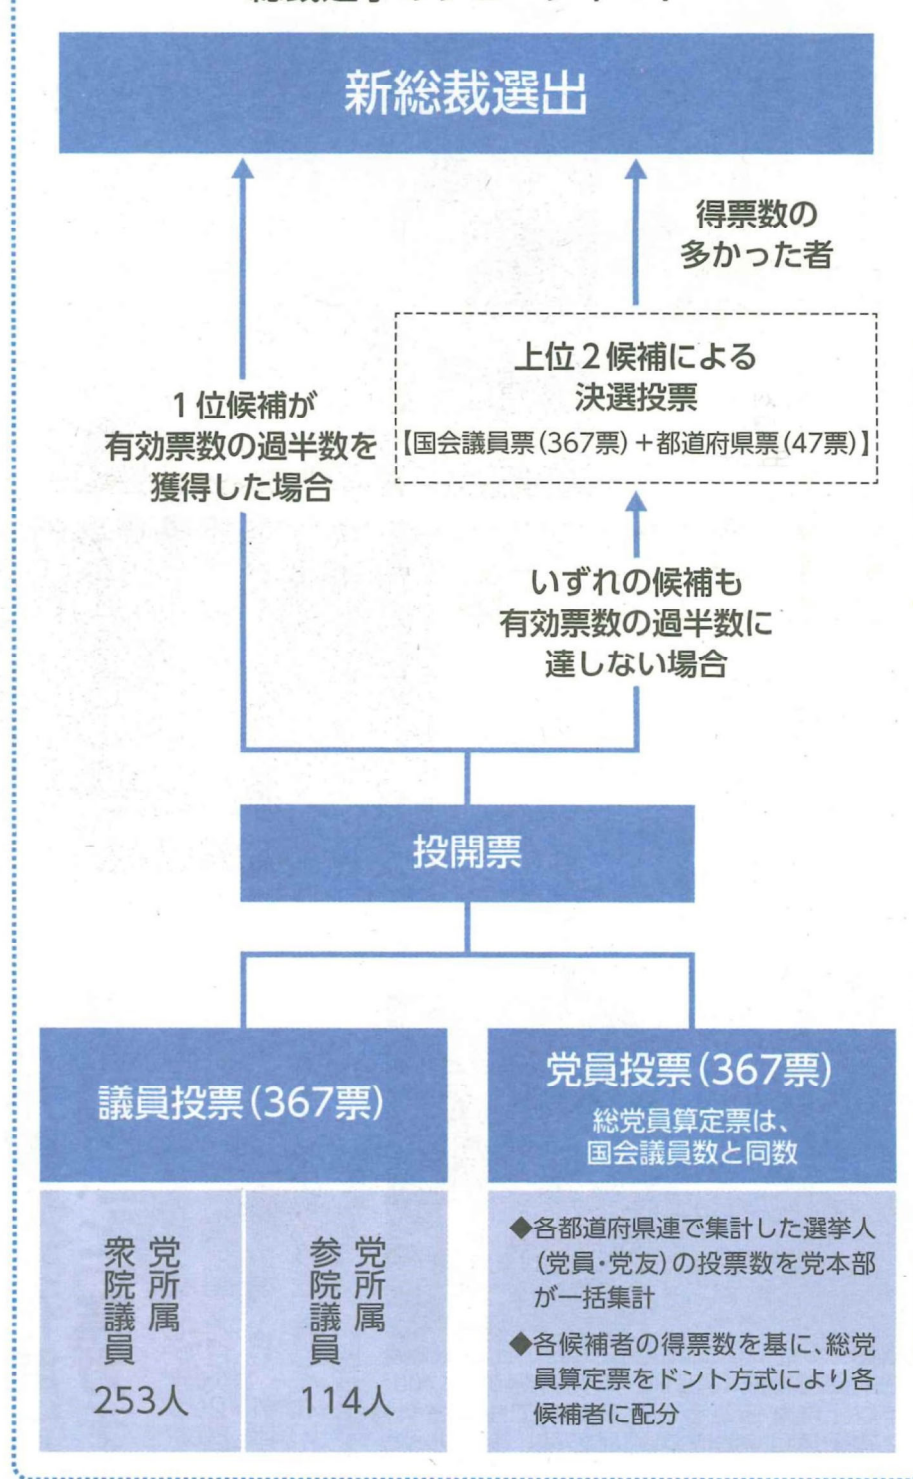 新総裁選出
得票数の
多かった者
上位2候補による
決選投票
【国会議員票(367票)+都道府県票(47票)】
1位候補が
有効票数の過半数を
獲得した場合
いずれの候補も
有効票数の過半数に
達しない場合
投開票
議員投票(367票)
党所属
衆院議員
253人
党所属
参院議員
114人
党員投票(367票)
総党員算定票は、
国会議員数と同数
◆各都道府県連で集計した選挙人
(党員・党友)の投票数を党本部
が一括集計
◆各候補者の得票数を基に、総党
員算定票をドント方式により各
候補者に配分